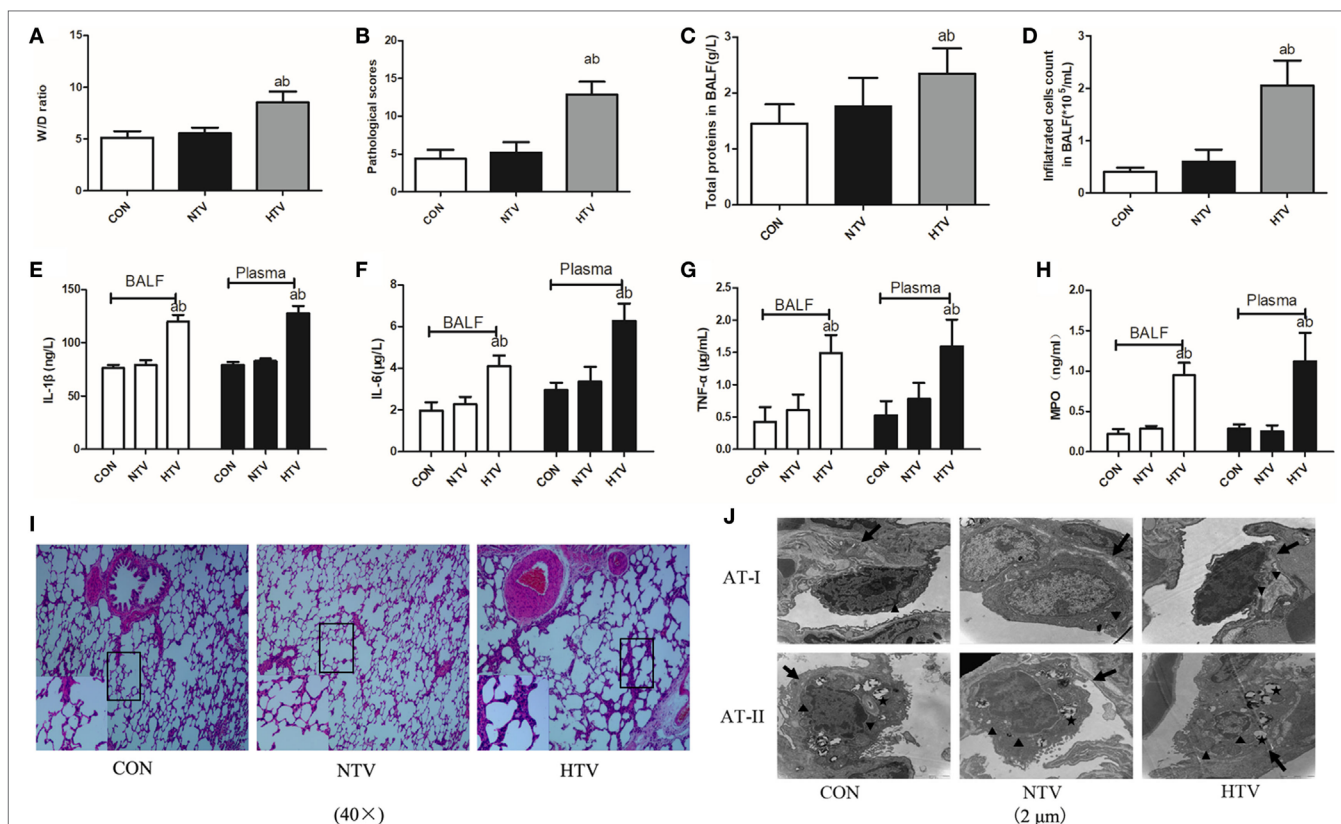 A
W/D ratio
15
10
5
0
ab
CON
NTV
HTV
B
Pathological scores
20
15
10
5
0
ab
CON
NTV
HTV
C
Total proteins in BALF(g/L)
3
2
1
0
ab
CON
NTV
HTV
D
Infilatrated cells count
in BALF(*10⁵/mL)
3
2
1
0
ab
CON
NTV
HTV
E
IL-1β (ng/L)
150
100
50
0
BALF
ab
Plasma
ab
CON
NTV
HTV
CON
NTV
HTV
F
IL-6(μg/L)
8
6
4
2
0
BALF
ab
Plasma
ab
CON
NTV
HTV
CON
NTV
HTV
G
TNF-α (μg/mL)
2.5
2.0
1.5
1.0
0.5
0.0
BALF
ab
Plasma
ab
CON
NTV
HTV
CON
NTV
HTV
H
MPO (ng/ml)
2.0
1.5
1.0
0.5
0.0
BALF
ab
Plasma
ab
CON
NTV
HTV
CON
NTV
HTV
I
CON
NTV
HTV
(40×)
J
AT-I
AT-II
CON
NTV
HTV
(2 μm)